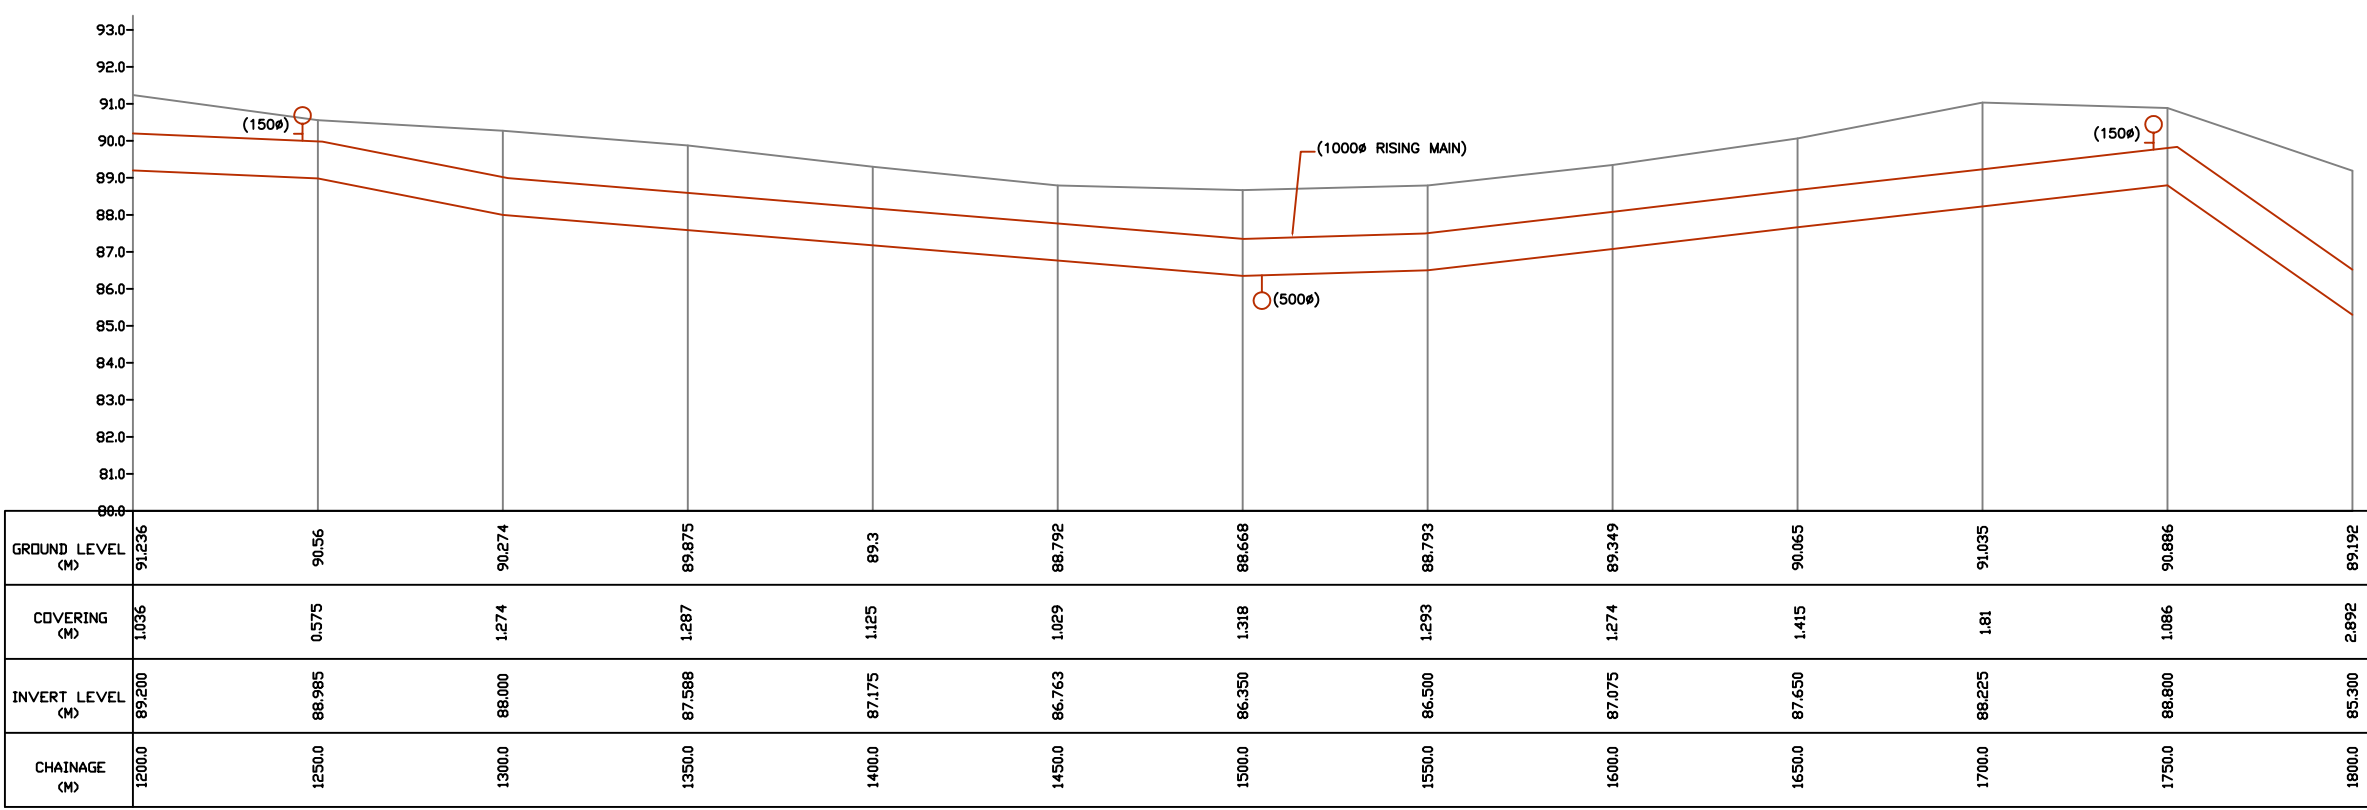 93.0
92.0
91.0
90.0
89.0
88.0
87.0
86.0
85.0
84.0
83.0
82.0
81.0
80.0
(150ø)
(1000ø RISING MAIN)
(500ø)
(150ø)
GROUND LEVEL (M) 91.236 90.56 90.274 89.875 89.3 88.792 88.668 88.793 89.349 90.065 91.035 90.886 89.192
COVERING (M) 1.036 0.575 1.274 1.287 1.125 1.029 1.318 1.293 1.274 1.415 1.81 1.086 2.892
INVERT LEVEL (M) 89.200 88.985 88.000 87.588 87.175 86.763 86.350 86.500 87.075 87.650 88.225 88.800 85.300
CHAINAGE (M) 1200.0 1250.0 1300.0 1350.0 1400.0 1450.0 1500.0 1550.0 1600.0 1650.0 1700.0 1750.0 1800.0